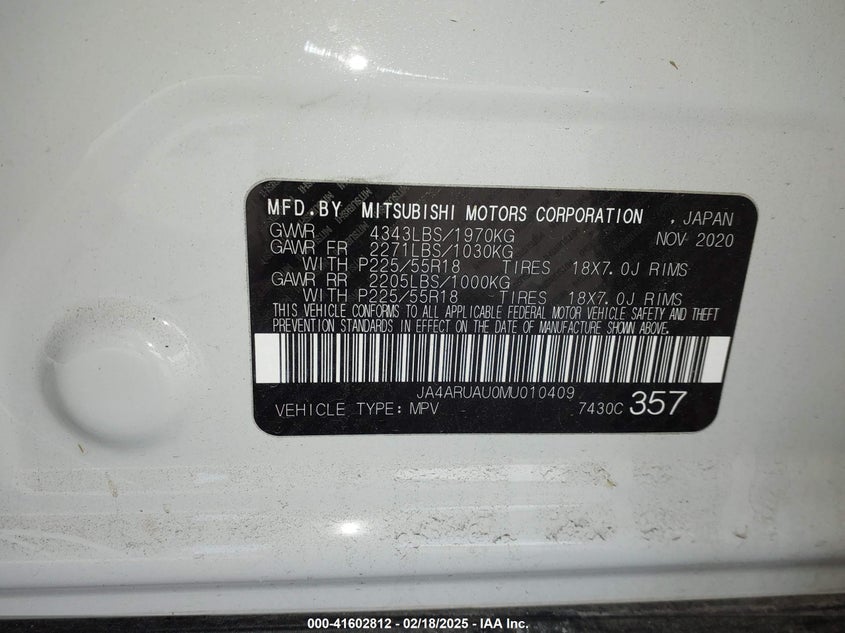 MFD.BY MITSUBISHI MOTORS CORPORATION , JAPAN
GVWR 4343LBS/1970KG NOV 2020
GAWR FR 2271LBS/1030KG
WITH P225/55R18 TIRES 18X7.0J RIMS
GAWR RR 2205LBS/1000KG
WITH P225/55R18 TIRES 18X7.0J RIMS
THIS VEHICLE CONFORMS TO ALL APPLICABLE FEDERAL MOTOR VEHICLE SAFETY AND THEFT
PREVENTION STANDARDS IN EFFECT ON THE DATE OF MANUFACTURE SHOWN ABOVE.
JA4ARUAU0MU010409
VEHICLE TYPE: MPV 7430C 357
000-41602812 - 02/18/2025 - IAA Inc.